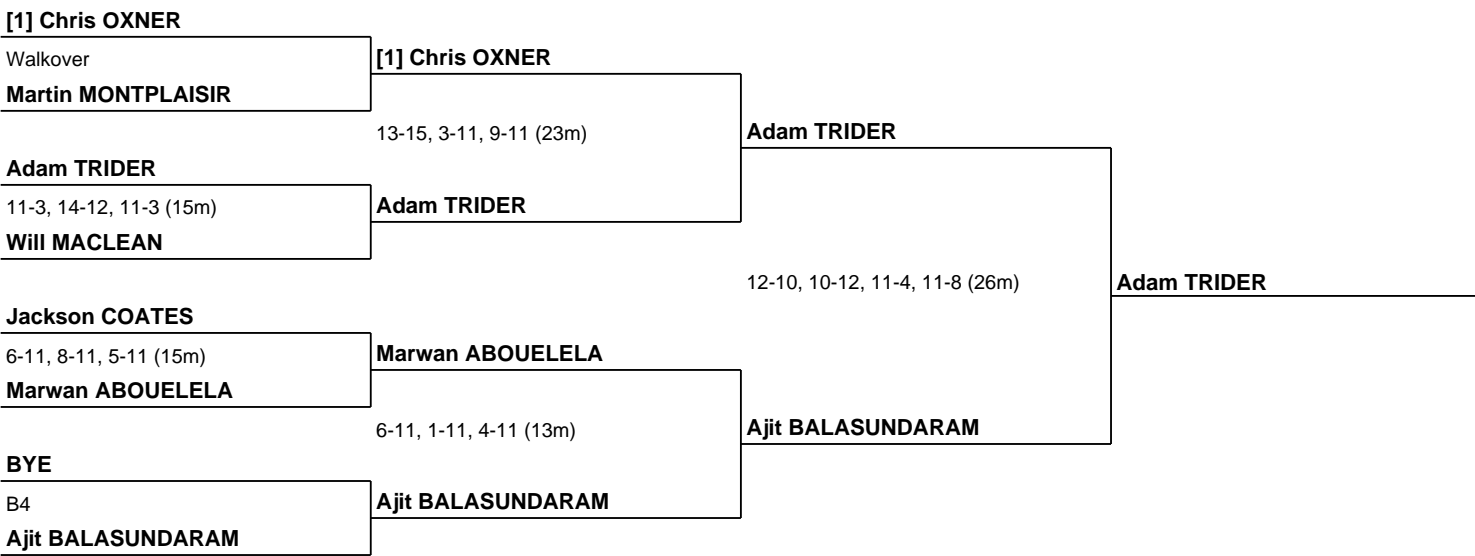 [1] Chris OXNER
Walkover
Martin MONTPLAISIR
[1] Chris OXNER
13-15, 3-11, 9-11 (23m)
Adam TRIDER
Adam TRIDER
11-3, 14-12, 11-3 (15m)
Will MACLEAN
Adam TRIDER
12-10, 10-12, 11-4, 11-8 (26m)
Adam TRIDER
Jackson COATES
6-11, 8-11, 5-11 (15m)
Marwan ABOUELELA
Marwan ABOUELELA
6-11, 1-11, 4-11 (13m)
Ajit BALASUNDARAM
BYE
B4
Ajit BALASUNDARAM
Ajit BALASUNDARAM